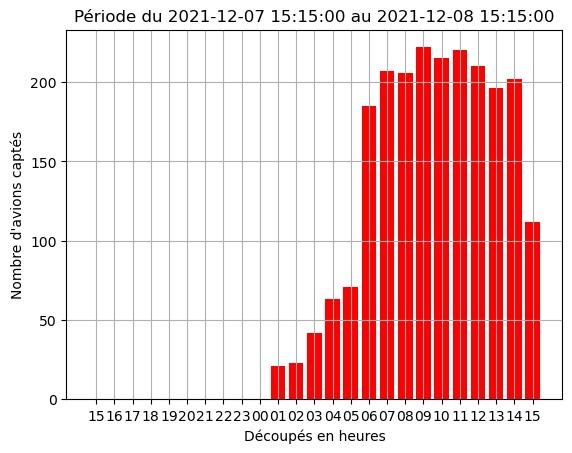 Période du 2021-12-07 15:15:00 au 2021-12-08 15:15:00
Nombre d'avions captés
200
150
100
50
0
15 16 17 18 19 20 21 22 23 00 01 02 03 04 05 06 07 08 09 10 11 12 13 14 15
Découpés en heures